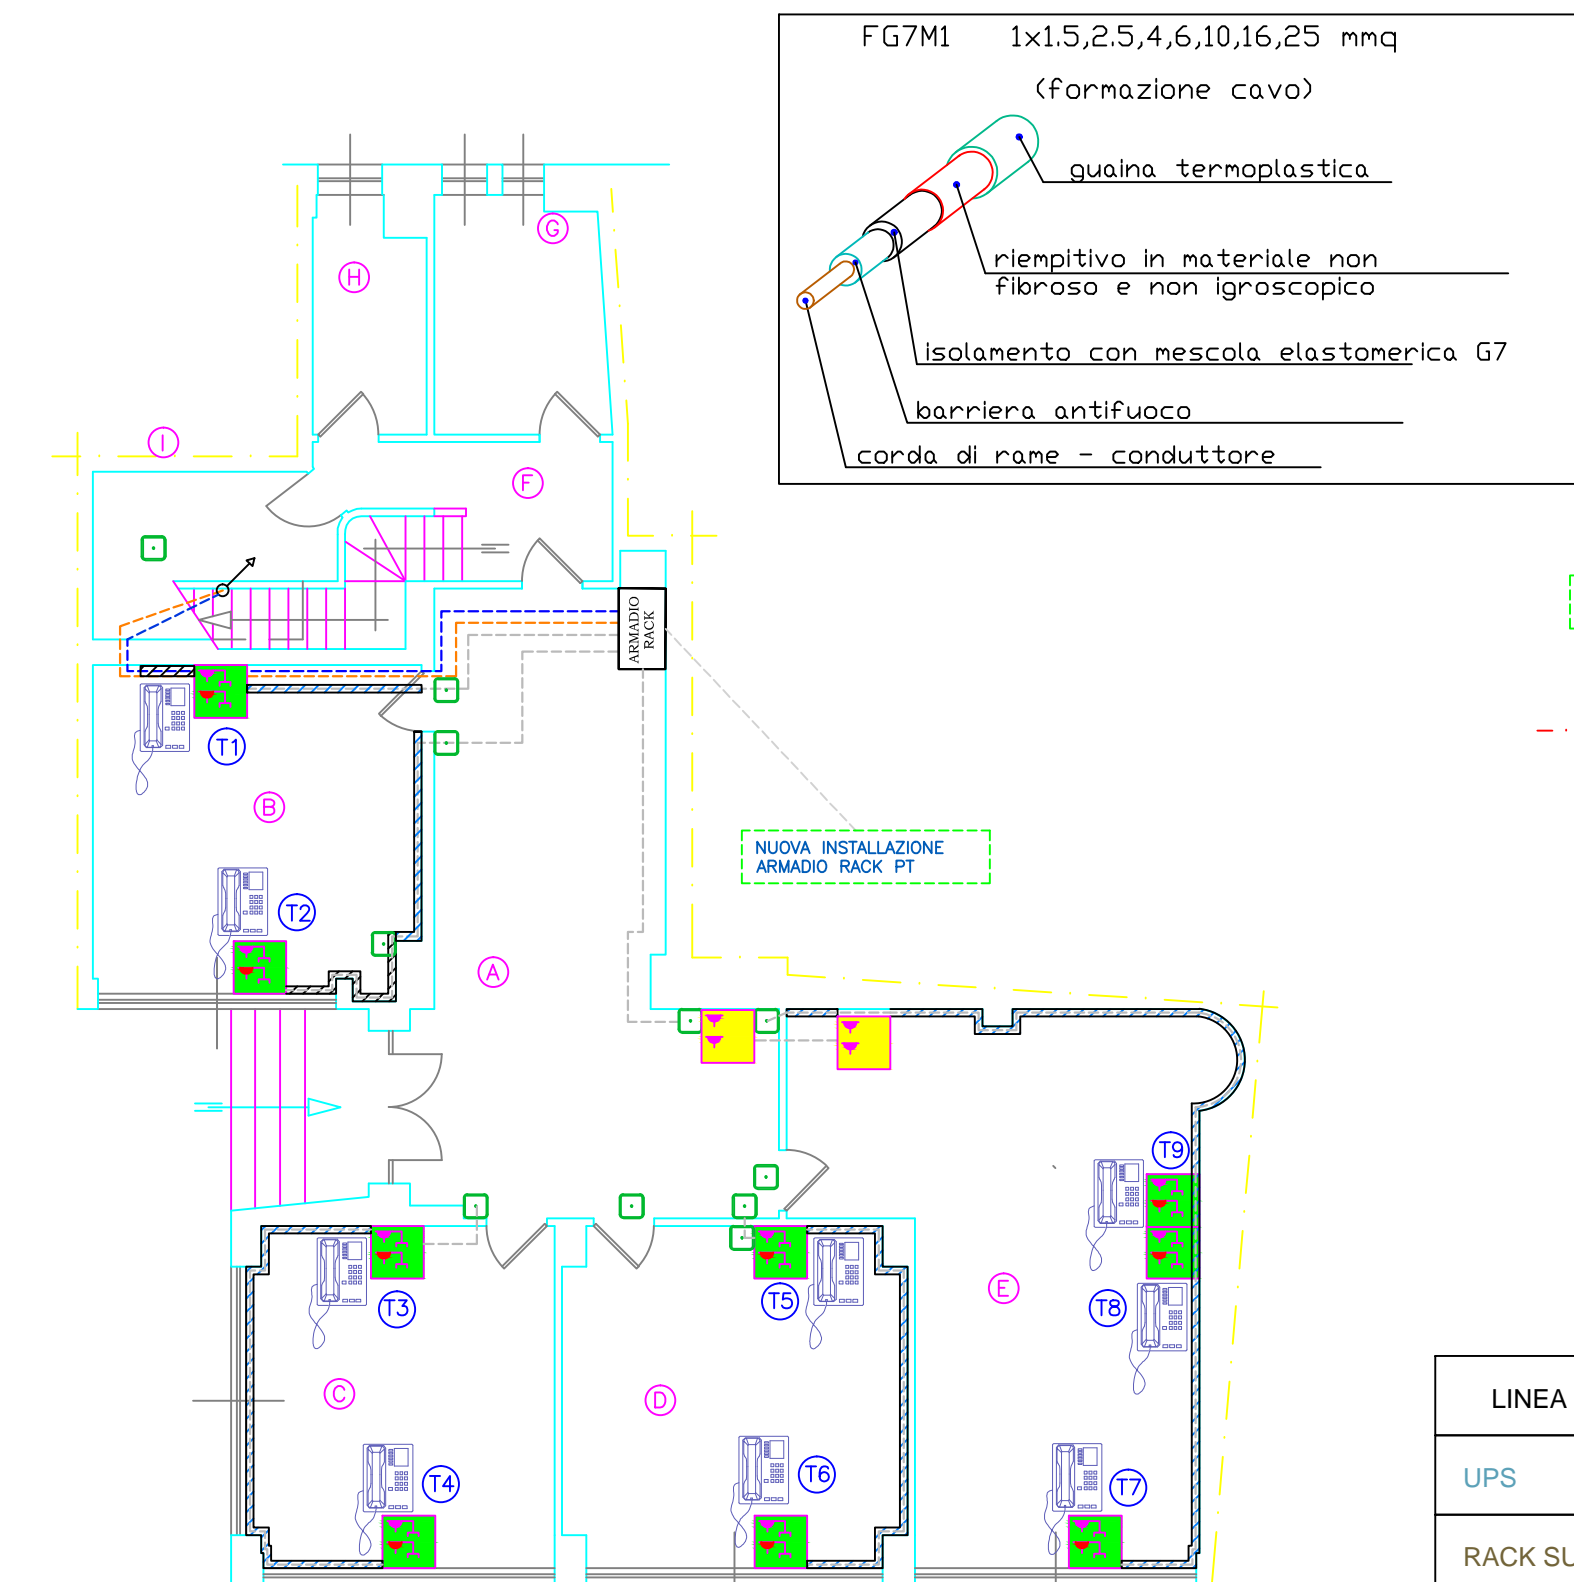 FG7M1 1x1.5,2.5,4,6,10,16,25 mmq
(formazione cavo)
guaina termoplastica
riempitivo in materiale non
fibroso e non igroscopico
isolamento con mescola elastomerica G7
barriera antifuoco
corda di rame - conduttore
G
H
I
F
ARMADIO
RACK
T1
B
NUOVA INSTALLAZIONE
ARMADIO RACK PT
T2
A
T9
E
T3
T5
T8
C
D
T4
T6
T7
LINEA
UPS
RACK SU